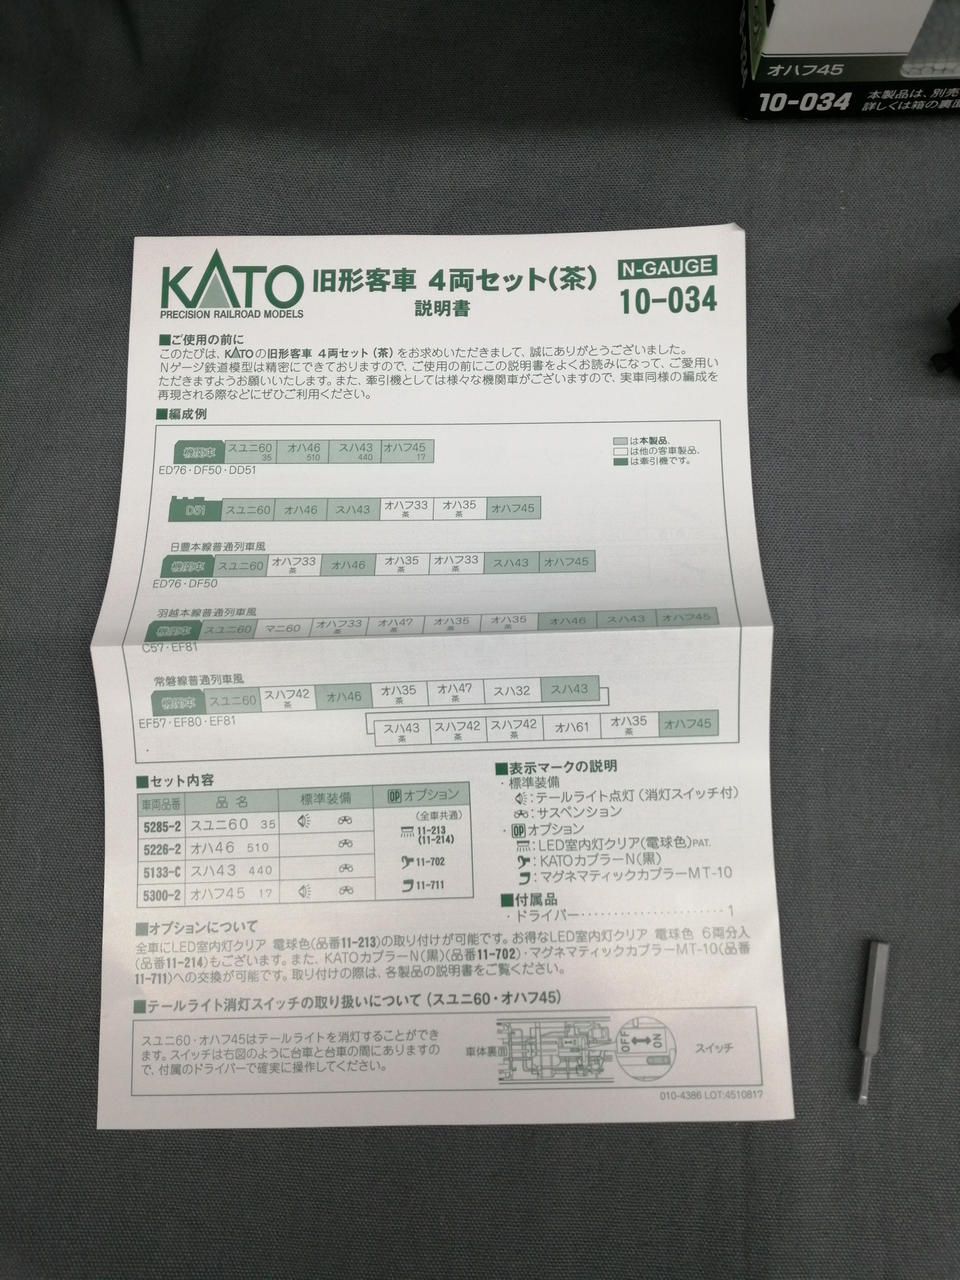 オハフ45
10-034
本製品は、別売
詳しくは箱の裏面
KATO
PRECISION RAILROAD MODELS
旧形客車 4両セット(茶)
説明書
N-GAUGE
10-034
■ご使用の前に
このたびは、KATOの旧形客車 4両セット(茶)をお求めいただきまして、誠にありがとうございました。
Nゲージ鉄道模型は精密にできておりますので、ご使用の前にこの説明書をよくお読みになって、ご愛用い
ただきますようお願いいたします。また、牽引機としては様々な機関車がございますので、実車同様の編成を
再現される際などにぜひご利用ください。
■編成例
機関車 スユニ60 35 オハ46 510 スハ43 440 オハフ45 17
ED76・DF50・DD51
は本製品、
は他の客車製品、
は牽引機です。
D51 スユニ60 オハ46 スハ43 オハフ33 茶 オハ35 茶 オハフ45
日豊本線普通列車風
機関車 スユニ60 オハフ33 茶 オハ46 オハ35 茶 オハフ33 茶 スハ43 オハフ45
ED76・DF50
羽越本線普通列車風
機関車 スユニ60 マニ60 オハフ33 茶 オハ47 茶 オハ35 茶 オハ35 茶 オハ46 スハ43 オハフ45
C57・EF81
常磐線普通列車風
機関車 スユニ60 スハフ42 茶 オハ46 オハ35 茶 オハ47 茶 スハ32 スハ43
EF57・EF80・EF81
スハ43 茶 スハフ42 茶 スハフ42 茶 オハ61 オハ35 茶 オハフ45
■セット内容
車両品番 品 名 標準装備 OP オプション
5285-2 スユニ60 35
5226-2 オハ46 510
5133-C スハ43 440
5300-2 オハフ45 17
(全車共通)
11-213
(11-214)
11-702
11-711
■表示マークの説明
・標準装備
:テールライト点灯(消灯スイッチ付)
:サスペンション
・OP オプション
:LED室内灯クリア(電球色)PAT.
:KATOカプラーN(黒)
:マグネマティックカプラーMT-10
■付属品
・ドライバー・・・・・・・・・・・・・・・・・・・・・・1
■オプションについて
全車にLED室内灯クリア 電球色(品番11-213)の取り付けが可能です。お得なLED室内灯クリア 電球色 6両分入
(品番11-214)もございます。また、KATOカプラーN(黒)(品番11-702)・マグネマティックカプラーMT-10(品番
11-711)への交換が可能です。取り付けの際は、各製品の説明書をご覧ください。
■テールライト消灯スイッチの取り扱いについて(スユニ60・オハフ45)
スユニ60・オハフ45はテールライトを消灯することができ
ます。スイッチは右図のように台車と台車の間にありますの
で、付属のドライバーで確実に操作してください。
車体裏面
OFF
ON
スイッチ
010-4386 LOT:4510817